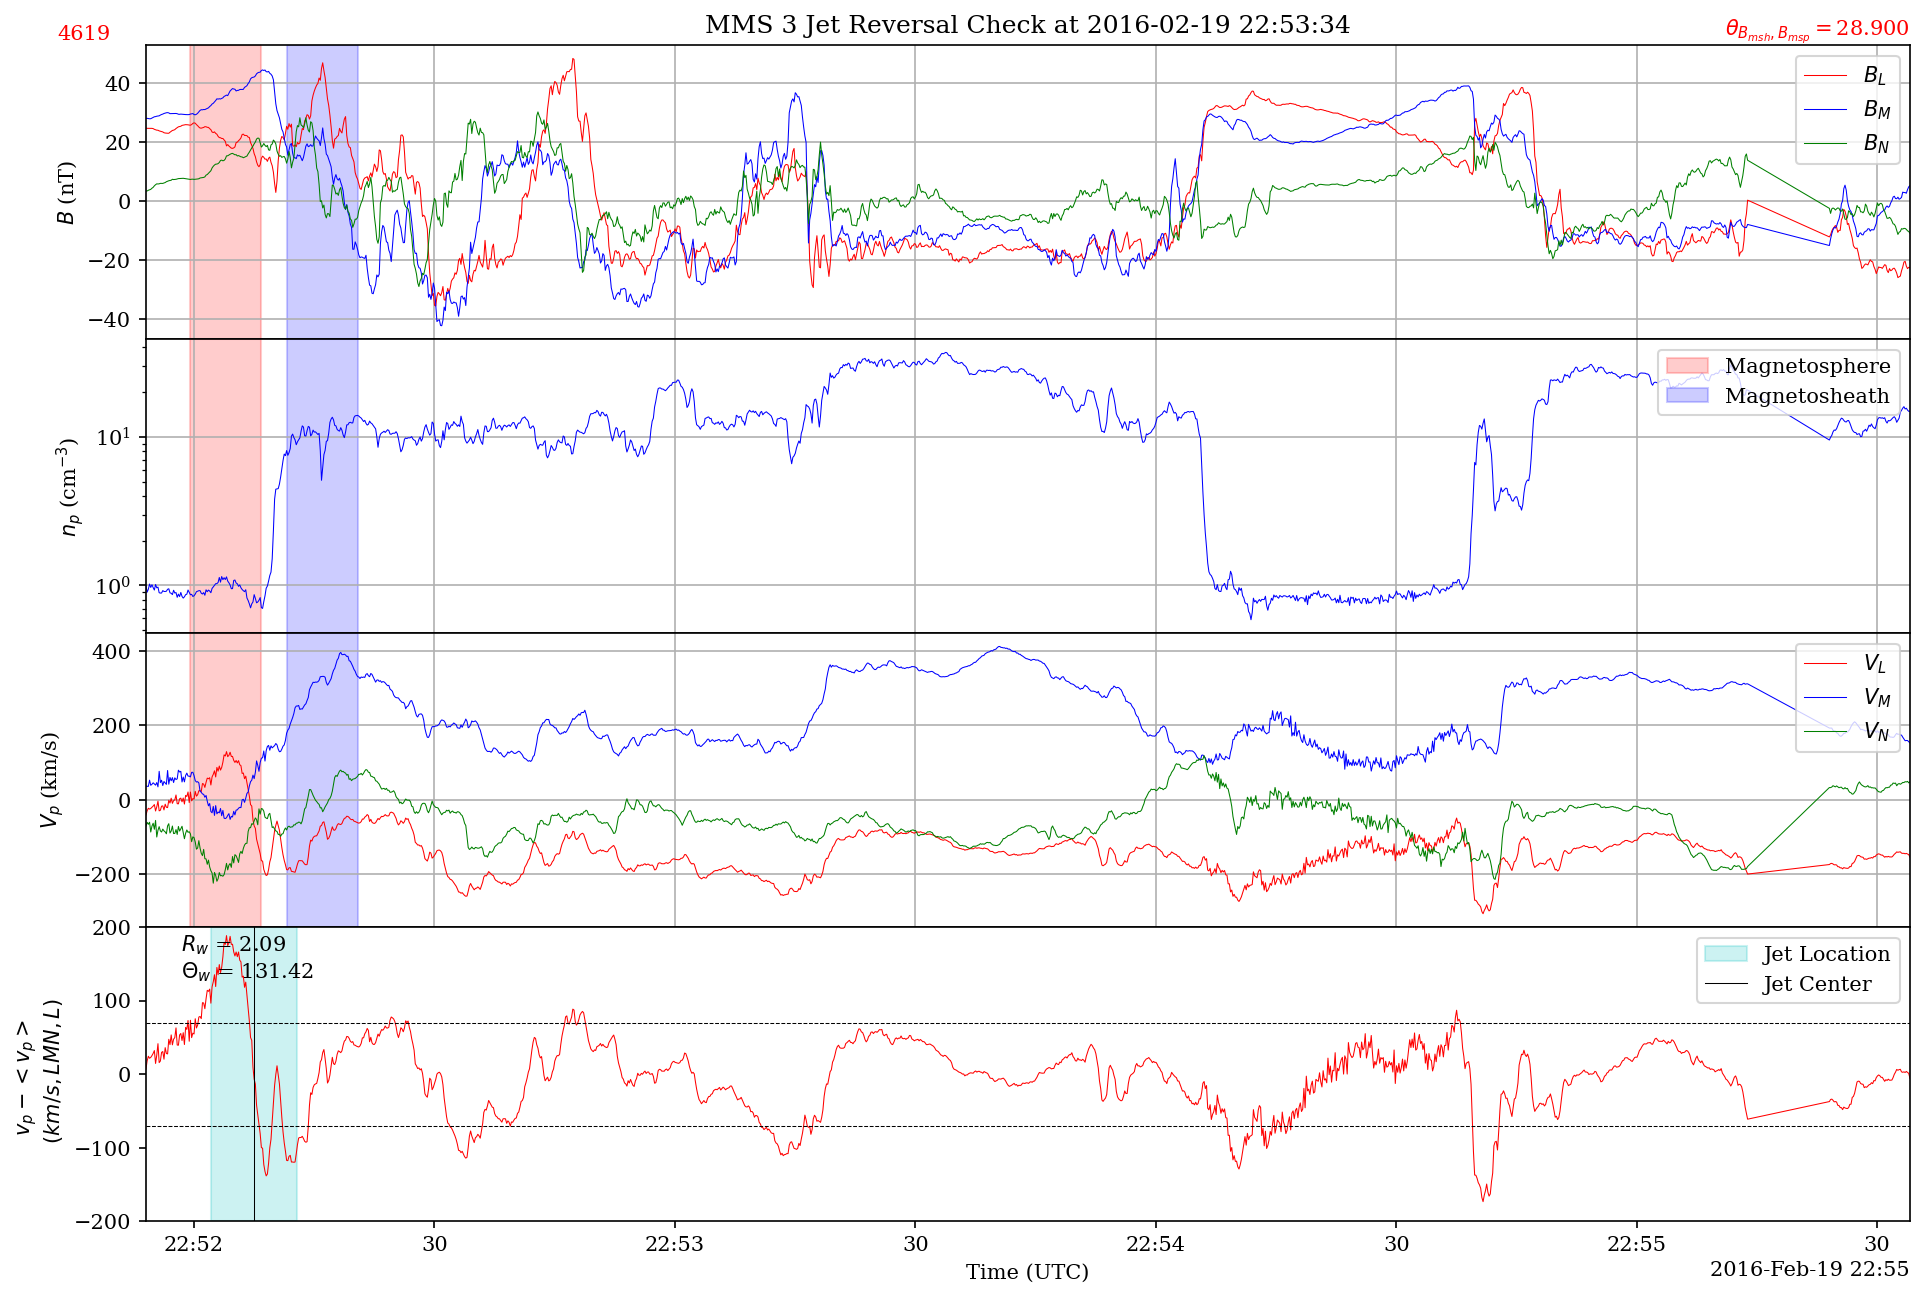 MMS 3 Jet Reversal Check at 2016-02-19 22:53:34
4619
θ_{B_{msh}, B_{msp}} = 28.900
40
20
0
−20
−40
B (nT)
B_L
B_M
B_N
10^1
10^0
n_p (cm^{−3})
Magnetosphere
Magnetosheath
400
200
0
−200
V_p (km/s)
V_L
V_M
V_N
200
100
0
−100
−200
v_p − < v_p >
(km/s, LMN, L)
R_w = 2.09
Θ_w = 131.42
Jet Location
Jet Center
22:52
30
22:53
30
22:54
30
22:55
30
Time (UTC)
2016-Feb-19 22:55